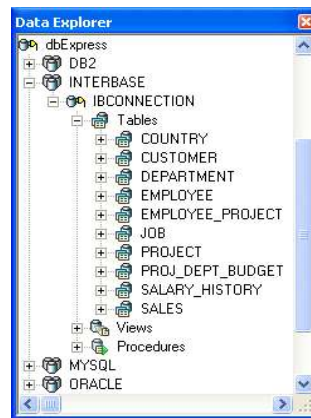 Data Explorer
dbExpress
DB2
INTERBASE
IBCONNECTION
Tables
COUNTRY
CUSTOMER
DEPARTMENT
EMPLOYEE
EMPLOYEE_PROJECT
JOB
PROJECT
PROJ_DEPT_BUDGET
SALARY_HISTORY
SALES
Views
Procedures
MYSQL
ORACLE